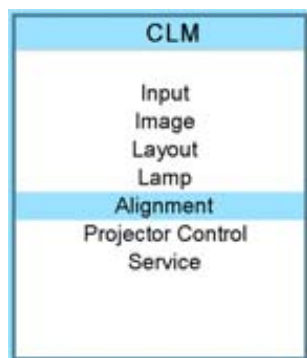 CLM
Input
Image
Layout
Lamp
Alignment
Projector Control
Service